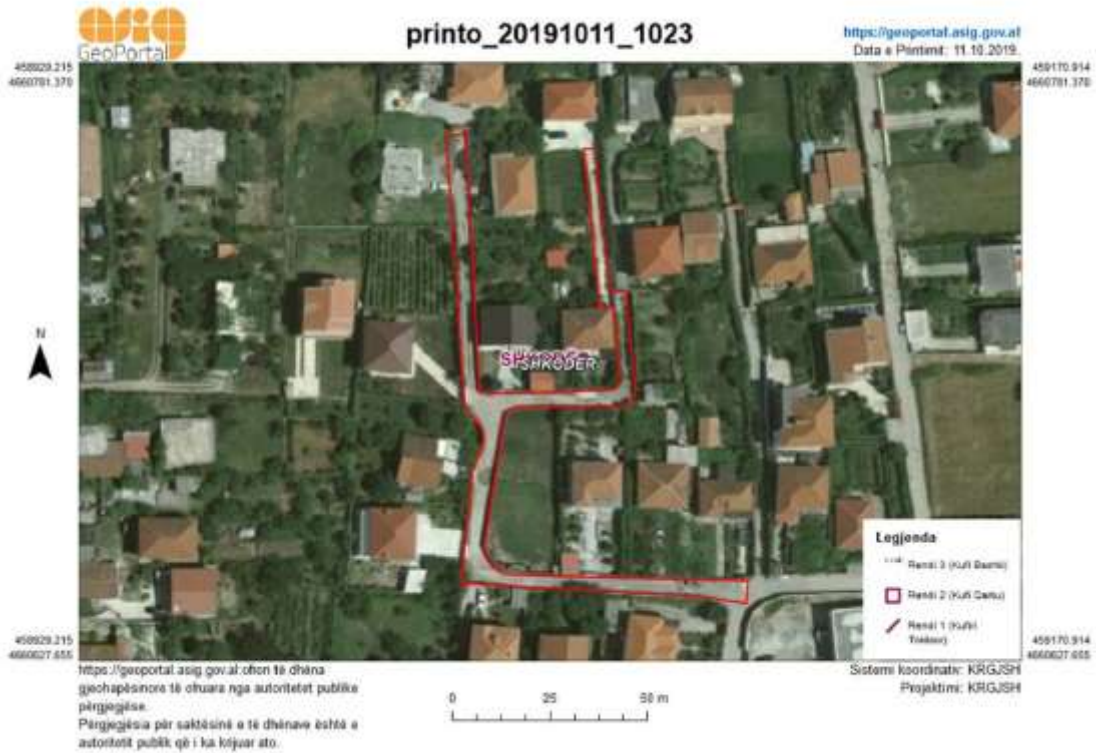 asig
GeoPortal
printo_20191011_1023
https://geoportal.asig.gov.al
Data e Printimit: 11.10.2019.
458929.215
4660781.370
459170.914
4660781.370
N
SHKODER
Legjenda
Rendi 3 (Kufi Bashki)
Rendi 2 (Kufi Qarku)
Rendi 1 (Kufiri
Tokësor)
458929.215
4660627.655
459170.914
4660627.655
https://geoportal.asig.gov.al ofron të dhëna
gjeohapësinore të ofruara nga autoritetet publike
përgjegjëse.
Përgjegjësia për saktësinë e të dhënave është e
autoritetit publik që i ka krijuar ato.
0 25 50 m
Sistemi koordinativ: KRGJSH
Projektimi: KRGJSH